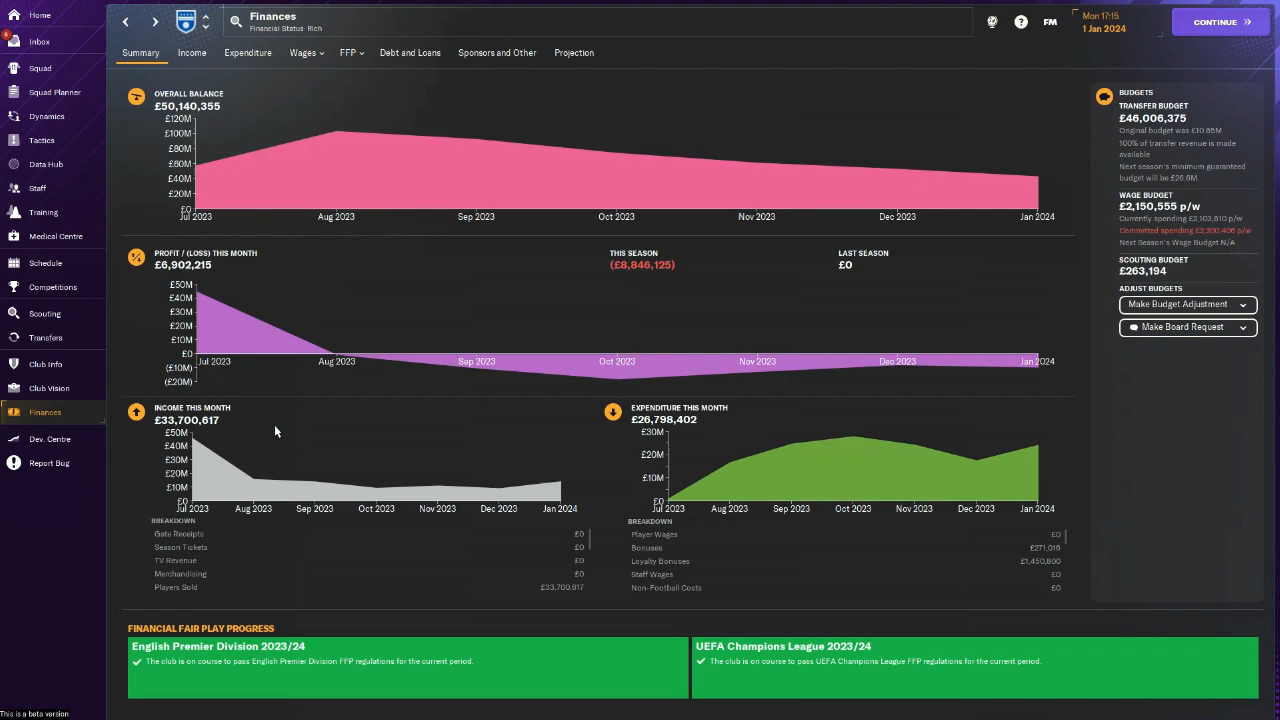 Home
6
Inbox
Squad
Squad Planner
Dynamics
Tactics
Data Hub
Staff
Training
Medical Centre
Schedule
Competitions
Scouting
Transfers
Club Info
Club Vision
Finances
Dev. Centre
Report Bug
This is a beta version
Finances
Financial Status: Rich
FM
Mon 17:15
1 Jan 2024
CONTINUE
Summary
Income
Expenditure
Wages
FFP
Debt and Loans
Sponsors and Other
Projection
OVERALL BALANCE
£50,140,355
£120M
£100M
£80M
£60M
£40M
£20M
£0
Jul 2023 Aug 2023 Sep 2023 Oct 2023 Nov 2023 Dec 2023 Jan 2024
PROFIT / (LOSS) THIS MONTH
£6,902,215
THIS SEASON
(£8,846,125)
LAST SEASON
£0
£50M
£40M
£30M
£20M
£10M
£0
(£10M)
(£20M)
Jul 2023 Aug 2023 Sep 2023 Oct 2023 Nov 2023 Dec 2023 Jan 2024
INCOME THIS MONTH
£33,700,617
£50M
£40M
£30M
£20M
£10M
£0
Jul 2023 Aug 2023 Sep 2023 Oct 2023 Nov 2023 Dec 2023 Jan 2024
BREAKDOWN
Gate Receipts £0
Season Tickets £0
TV Revenue £0
Merchandising £0
Players Sold £33,700,617
EXPENDITURE THIS MONTH
£26,798,402
£30M
£20M
£10M
£0
Jul 2023 Aug 2023 Sep 2023 Oct 2023 Nov 2023 Dec 2023 Jan 2024
BREAKDOWN
Player Wages £0
Bonuses £271,016
Loyalty Bonuses £1,450,800
Staff Wages £0
Non-Football Costs £0
BUDGETS
TRANSFER BUDGET
£46,006,375
Original budget was £10.65M
100% of transfer revenue is made
available
Next season's minimum guaranteed
budget will be £26.6M.
WAGE BUDGET
£2,150,555 p/w
Currently spending £2,103,610 p/w
Committed spending £2,200,406 p/w
Next Season's Wage Budget N/A
SCOUTING BUDGET
£263,194
ADJUST BUDGETS
Make Budget Adjustment
Make Board Request
FINANCIAL FAIR PLAY PROGRESS
English Premier Division 2023/24
The club is on course to pass English Premier Division FFP regulations for the current period.
UEFA Champions League 2023/24
The club is on course to pass UEFA Champions League FFP regulations for the current period.